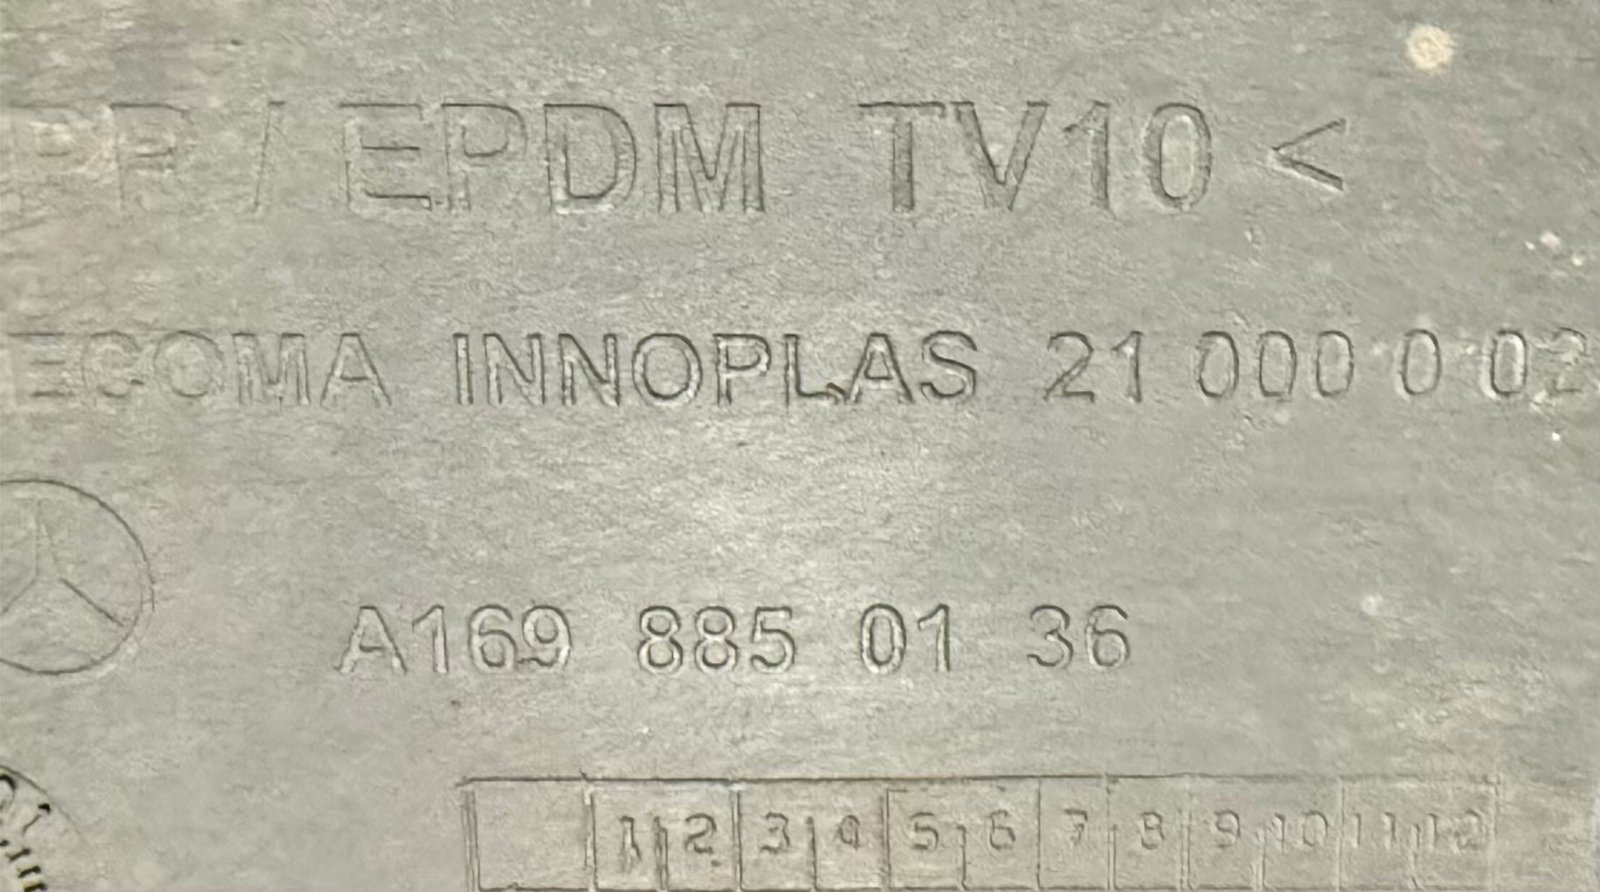 PP / EPDM TV10 <
ECOMA INNOPLAS 21 000 0 02
A169 885 01 36
1 2 3 4 5 6 7 8 9 10 11 12